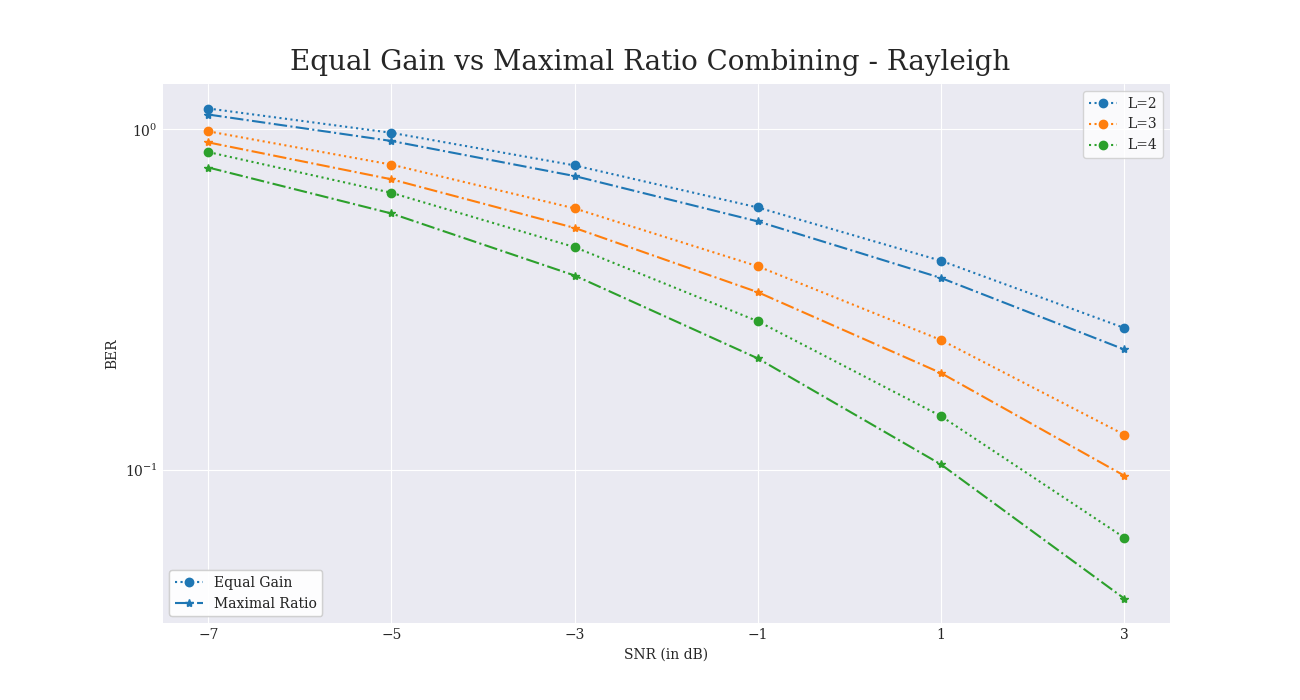 Equal Gain vs Maximal Ratio Combining - Rayleigh
L=2
L=3
L=4
10⁰
10⁻¹
BER
Equal Gain
Maximal Ratio
−7 −5 −3 −1 1 3
SNR (in dB)